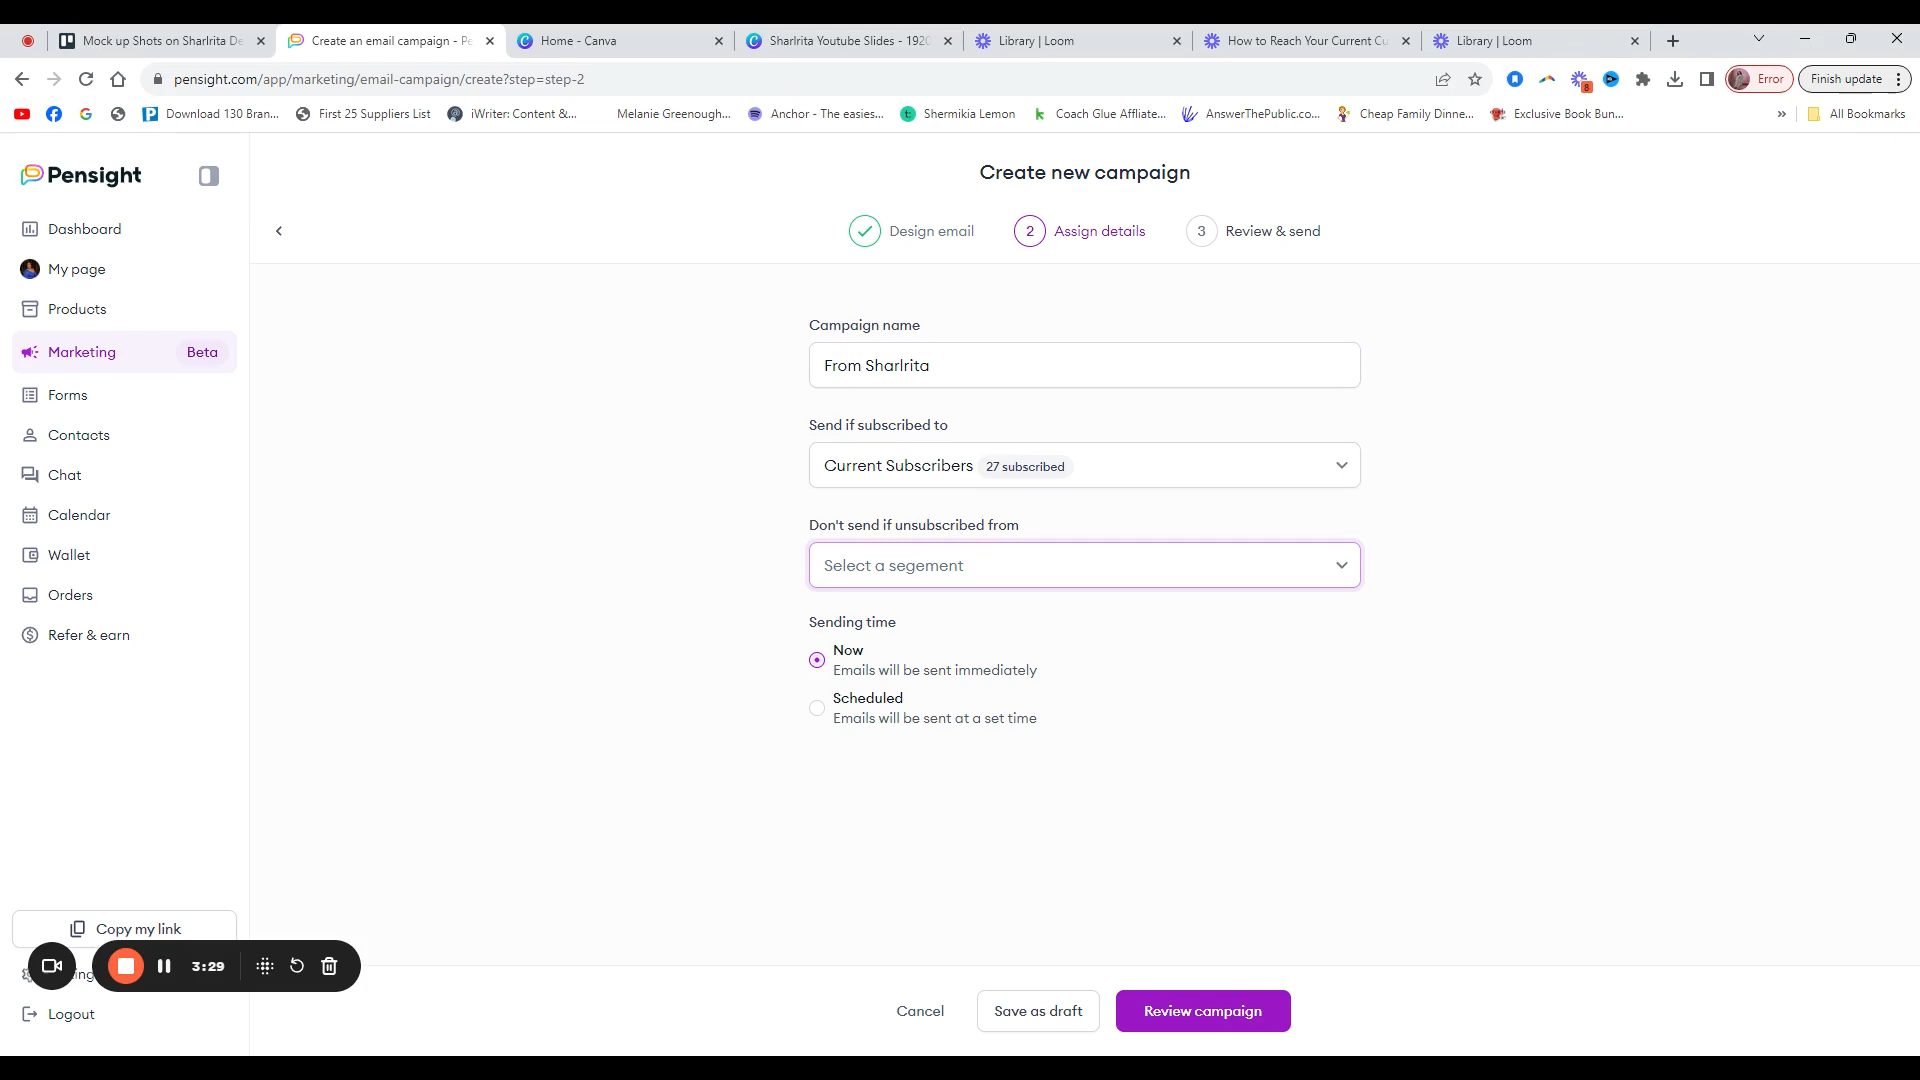 Mock up Shots on Sharlrita De
Create an email campaign - Pe
Home - Canva
Sharlrita Youtube Slides - 1920
Library | Loom
How to Reach Your Current Cu
Library | Loom
pensight.com/app/marketing/email-campaign/create?step=step-2
8
Error
Finish update
Download 130 Bran...
First 25 Suppliers List
iWriter: Content &...
Melanie Greenough...
Anchor - The easies...
Shermikia Lemon
Coach Glue Affliate...
AnswerThePublic.co...
Cheap Family Dinne...
Exclusive Book Bun...
All Bookmarks
Pensight
Dashboard
My page
Products
Marketing
Beta
Forms
Contacts
Chat
Calendar
Wallet
Orders
Refer & earn
Copy my link
3:29
Logout
Create new campaign
Design email
2
Assign details
3
Review & send
Campaign name
From Sharlrita
Send if subscribed to
Current Subscribers
27 subscribed
Don't send if unsubscribed from
Select a segement
Sending time
Now
Emails will be sent immediately
Scheduled
Emails will be sent at a set time
Cancel
Save as draft
Review campaign